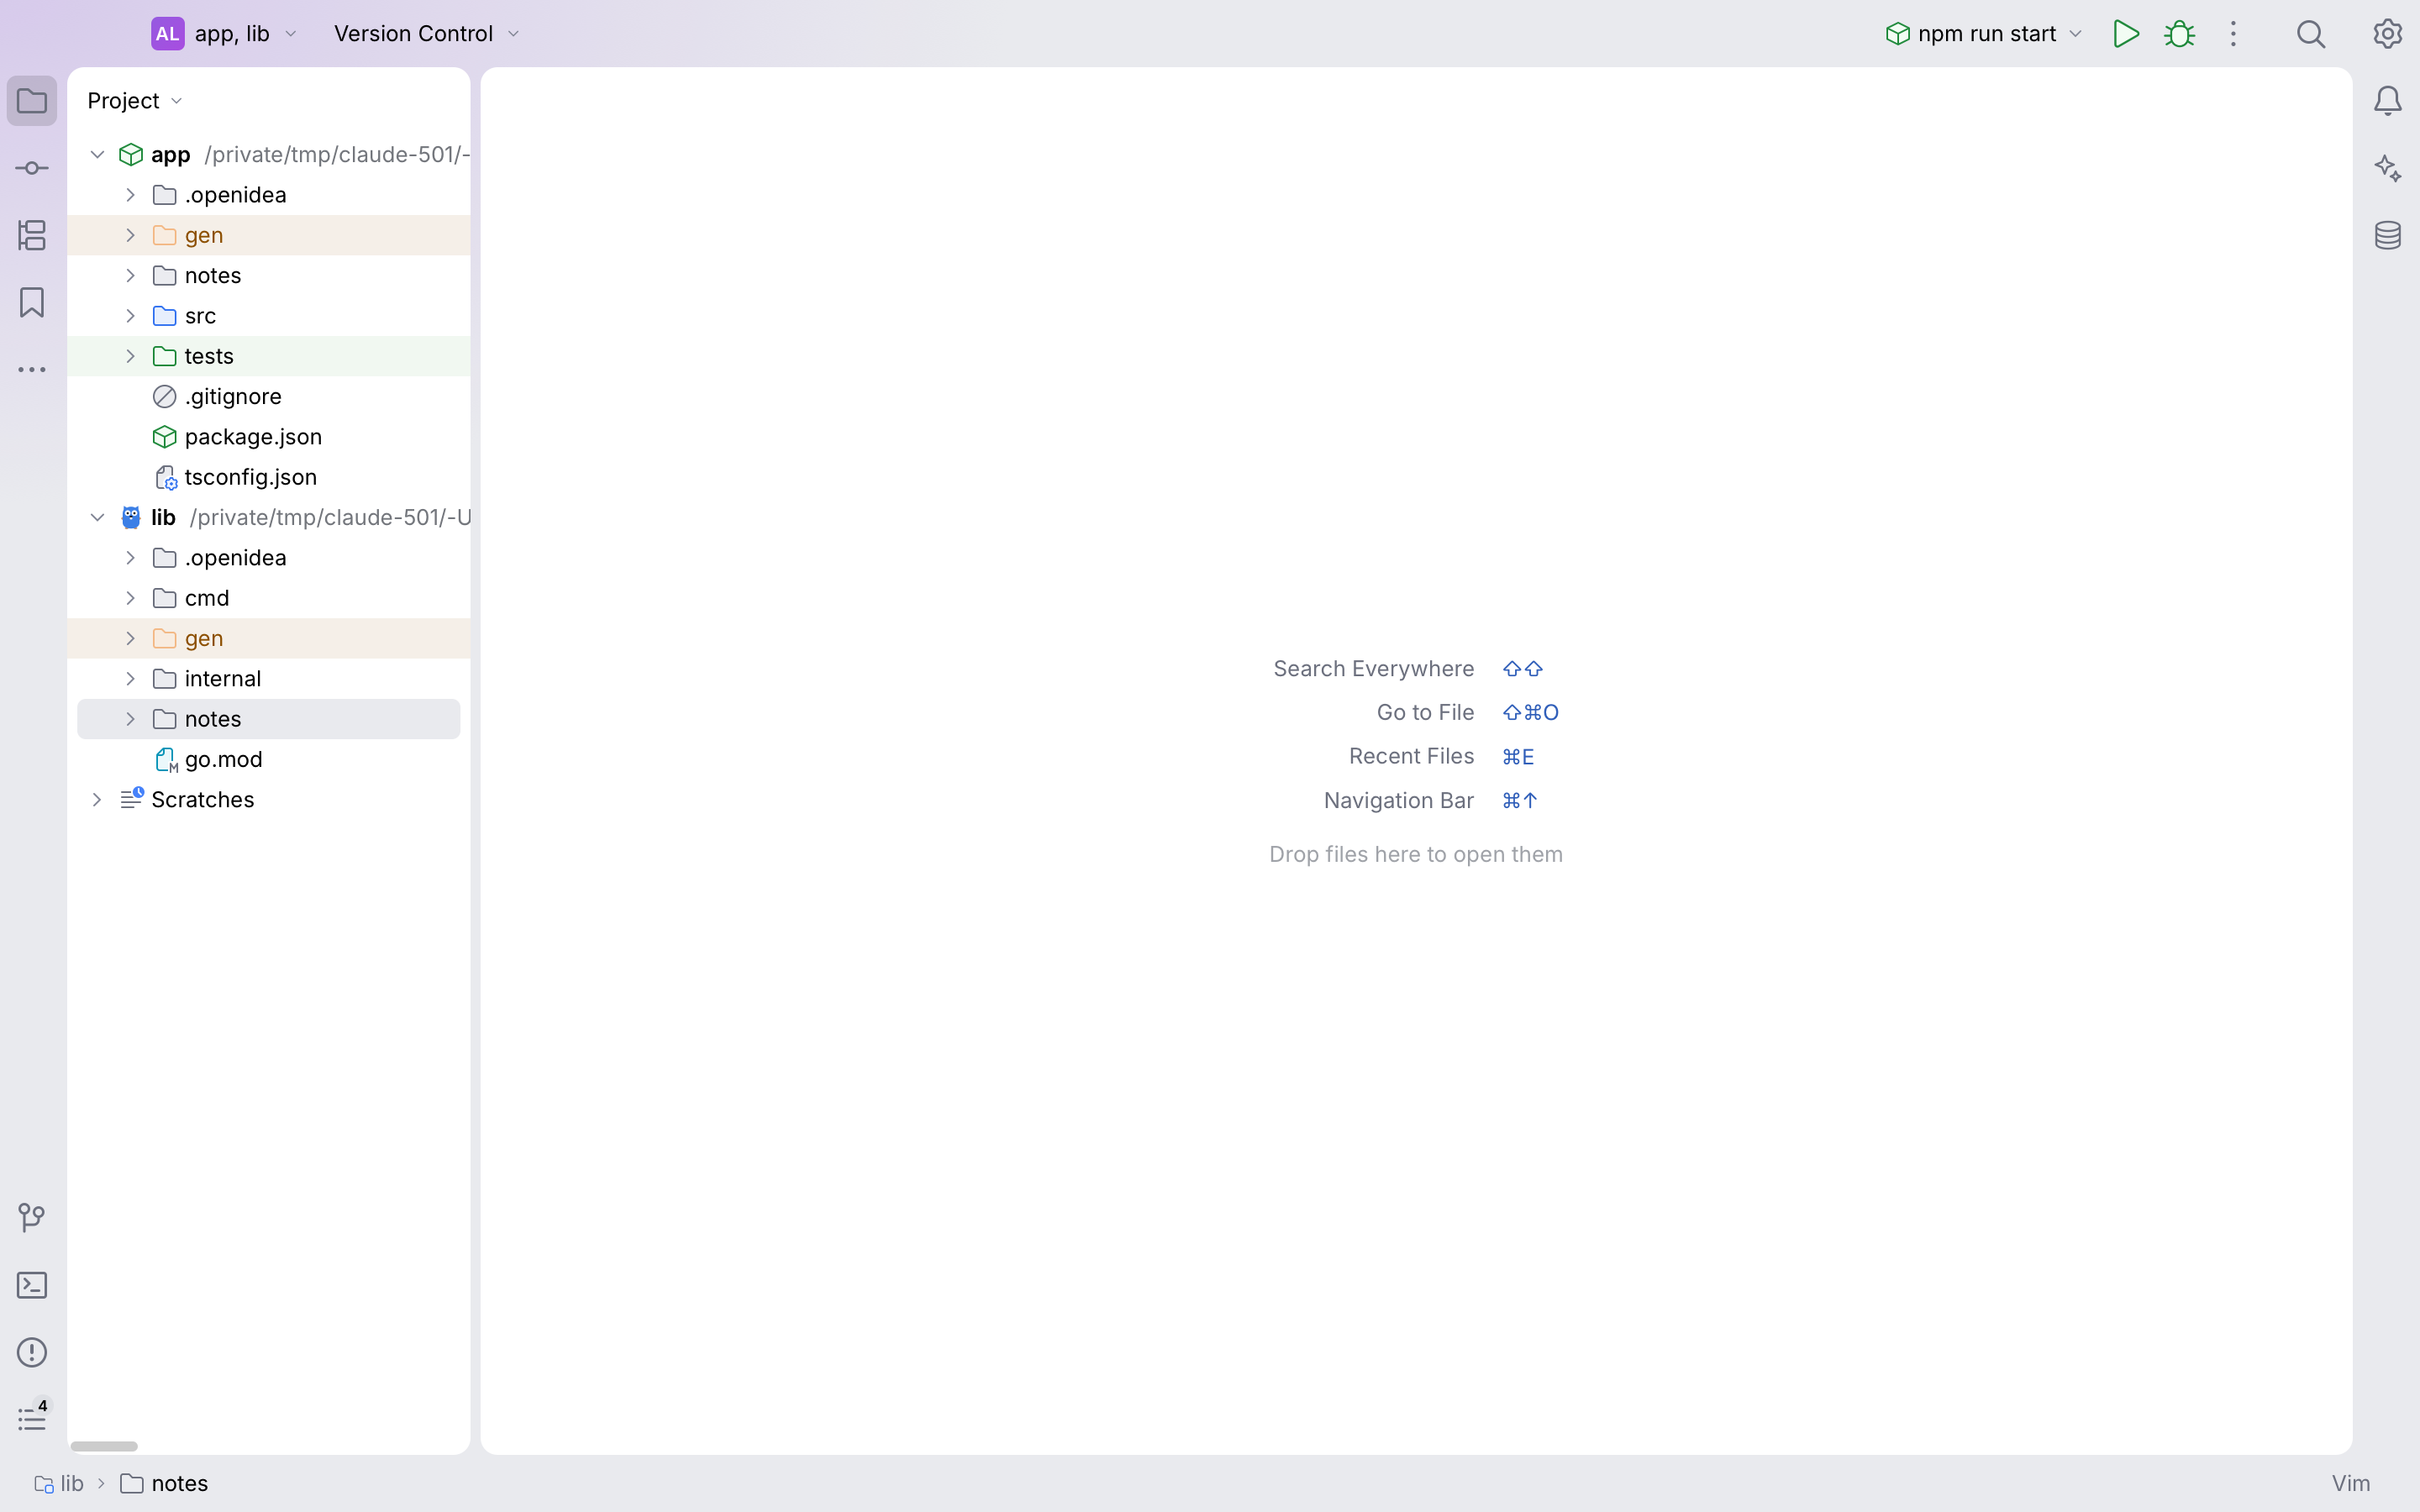 AL app, lib Version Control npm run start
Project
app /private/tmp/claude-501/-
.openidea
gen
notes
src
tests
.gitignore
package.json
tsconfig.json
lib /private/tmp/claude-501/-U
.openidea
cmd
gen
internal
notes
go.mod
Scratches
Search Everywhere ⇧⇧
Go to File ⇧⌘O
Recent Files ⌘E
Navigation Bar ⌘↑
Drop files here to open them
4
lib › notes Vim